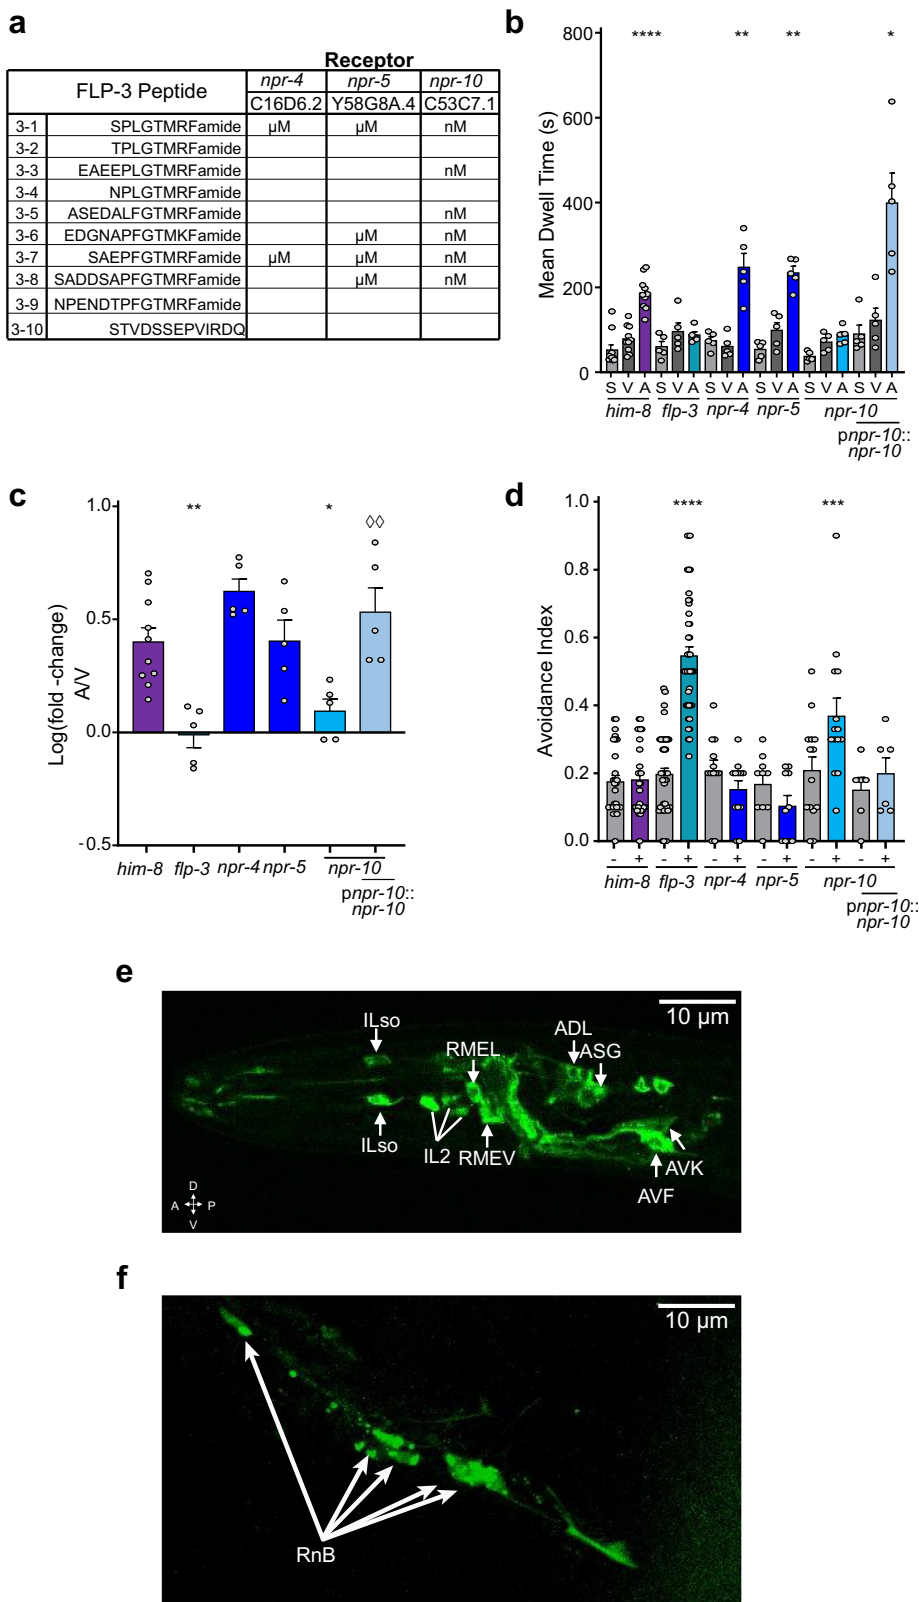 a
Receptor
FLP-3 Peptide npr-4 npr-5 npr-10
C16D6.2 Y58G8A.4 C53C7.1
3-1 SPLGTMRFamide µM µM nM
3-2 TPLGTMRFamide
3-3 EAEEPLGTMRFamide nM
3-4 NPLGTMRFamide
3-5 ASEDALFGTMRFamide nM
3-6 EDGNAPFGTMKFamide µM nM
3-7 SAEPFGTMRFamide µM µM nM
3-8 SADDSAPFGTMRFamide µM nM
3-9 NPENDTPFGTMRFamide
3-10 STVDSSEPVIRDQ
b
Mean Dwell Time (s)
800
600
400
200
0
**** ** ** *
S V A S V A S V A S V A S V A S V A
him-8 flp-3 npr-4 npr-5 npr-10
pnpr-10::
npr-10
c
Log(fold -change)
A/V
1.0
0.5
0.0
-0.5
** * ◊◊
him-8 flp-3 npr-4 npr-5 npr-10
pnpr-10::
npr-10
d
Avoidance Index
1.0
0.8
0.6
0.4
0.2
0.0
**** ***
- + - + - + - + - + - +
him-8 flp-3 npr-4 npr-5 npr-10
pnpr-10::
npr-10
e
10 µm
ILso
RMEL
ADL
ASG
ILso
IL2
RMEV
AVK
AVF
D
A P
V
f
10 µm
RnB